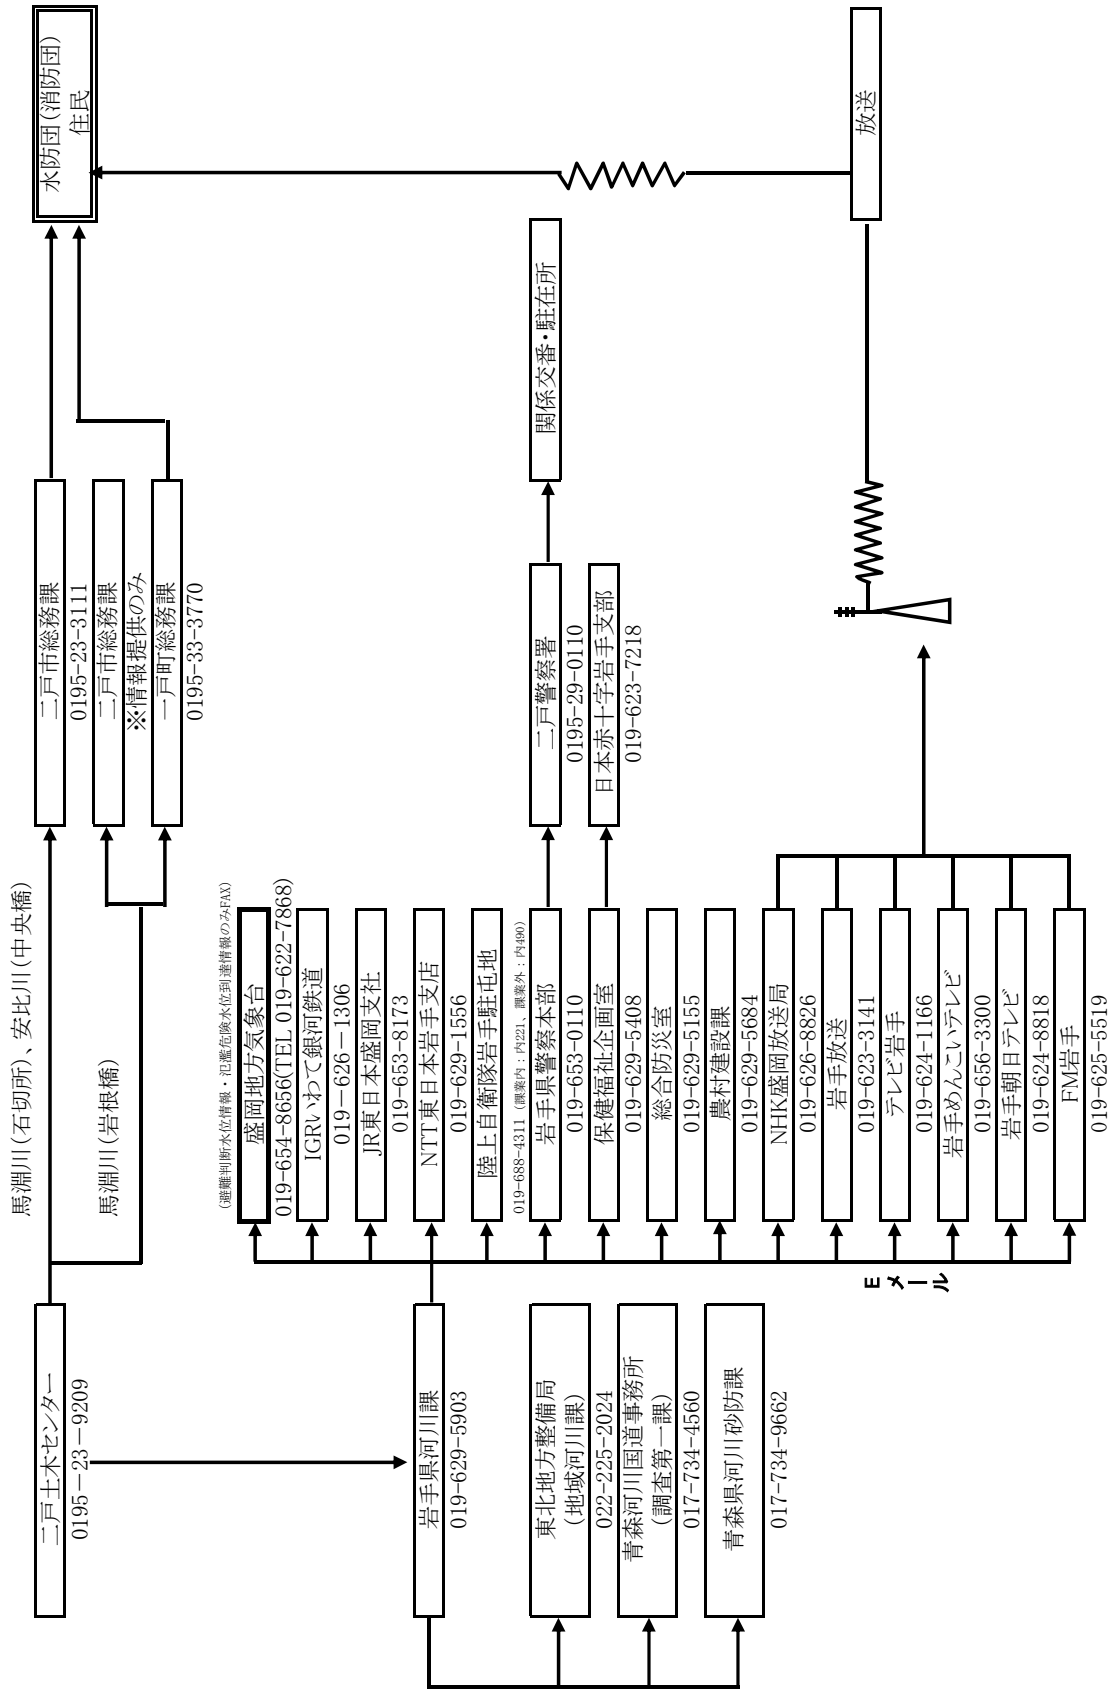 馬淵川(石切所)、安比川(中央橋)
馬淵川(岩根橋)
二戸土木センター
0195－23－9209
二戸市総務課
0195-23-3111
二戸市総務課
※情報提供のみ
一戸町総務課
0195-33-3770
水防団(消防団)
住民
(避難判断水位情報・氾濫危険水位到達情報のみFAX)
盛岡地方気象台
019-654-8656(TEL 019-622-7868)
IGRいわて銀河鉄道
019－626－1306
JR東日本盛岡支社
019-653-8173
NTT東日本岩手支店
019-629-1556
陸上自衛隊岩手駐屯地
019-688-4311（課業内：内221、課業外：内490）
岩手県警察本部
019-653-0110
二戸警察署
0195-29-0110
関係交番・駐在所
保健福祉企画室
019-629-5408
日本赤十字岩手支部
019-623-7218
総合防災室
019-629-5155
農村建設課
019-629-5684
NHK盛岡放送局
019-626-8826
岩手放送
019-623-3141
テレビ岩手
019-624-1166
岩手めんこいテレビ
019-656-3300
岩手朝日テレビ
019-624-8818
FM岩手
019-625-5519
放送
Eメール
岩手県河川課
019-629-5903
東北地方整備局
(地域河川課)
022-225-2024
青森河川国道事務所
(調査第一課)
017-734-4560
青森県河川砂防課
017-734-9662